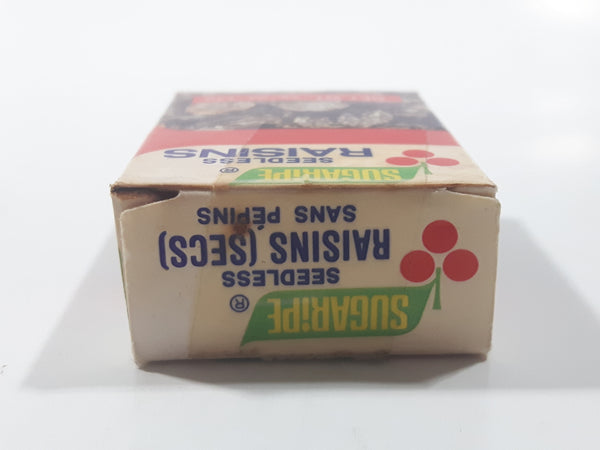 SUGARiPE ®
SEEDLESS
RAISINS (SECS)
SANS PÉPINS
SUGARIPE ®
SEEDLESS
RAISINS